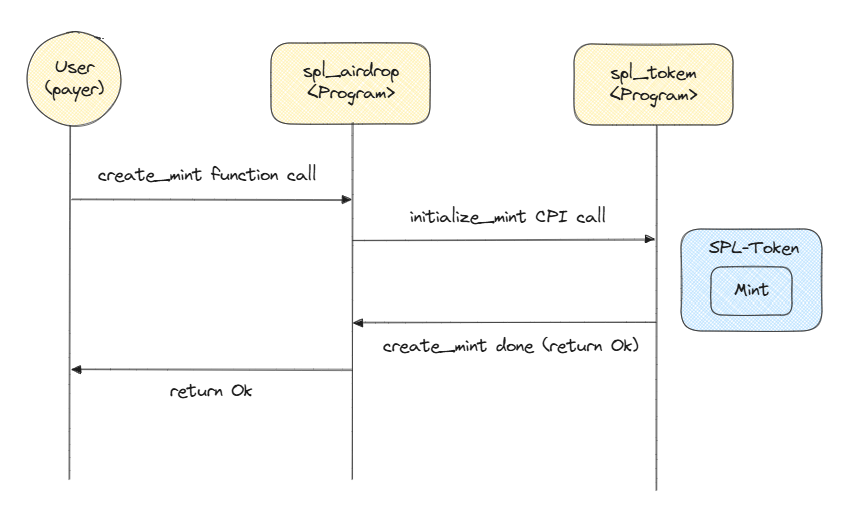 User
(payer)
spl_airdrop
<Program>
spl_tokem
<Program>
create_mint function call
initialize_mint CPI call
SPL-Token
Mint
create_mint done (return Ok)
return Ok